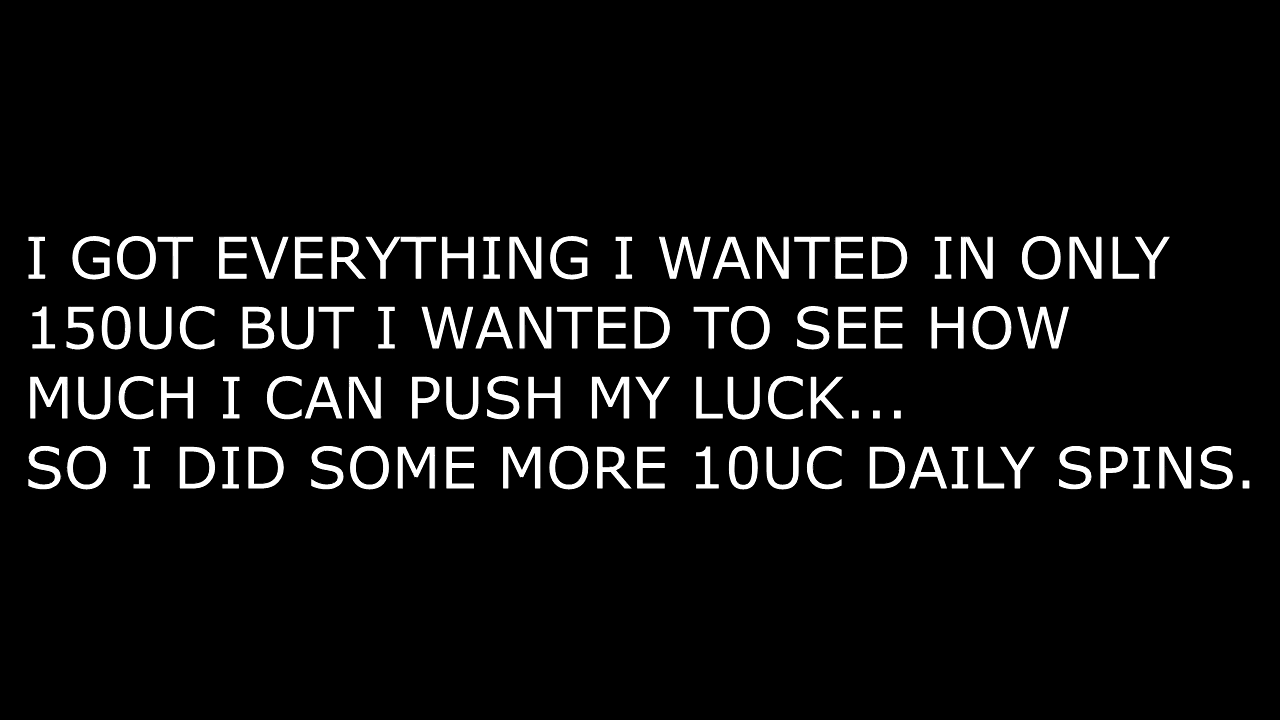 I GOT EVERYTHING I WANTED IN ONLY
150UC BUT I WANTED TO SEE HOW
MUCH I CAN PUSH MY LUCK...
SO I DID SOME MORE 10UC DAILY SPINS.